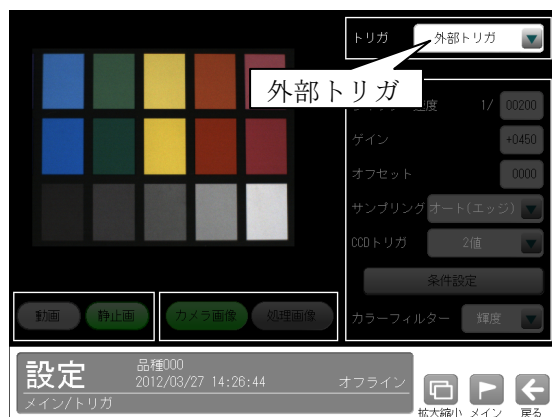 トリガ 外部トリガ
外部トリガ
度 1/ 00200
ゲイン +0450
オフセット 0000
サンプリング オート(エッジ)
CCDトリガ 2値
条件設定
動画 静止画 カメラ画像 処理画像 カラーフィルター 輝度
設定 品種000
2012/03/27 14:26:44 オフライン
メイン/トリガ
拡大縮小 メイン 戻る